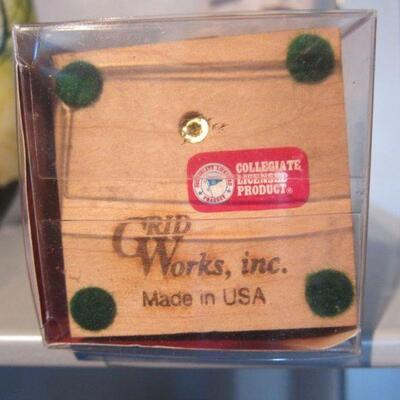 COLLEGIATE
LICENSED
PRODUCT®
GRID
WORKS, INC.
Made in USA